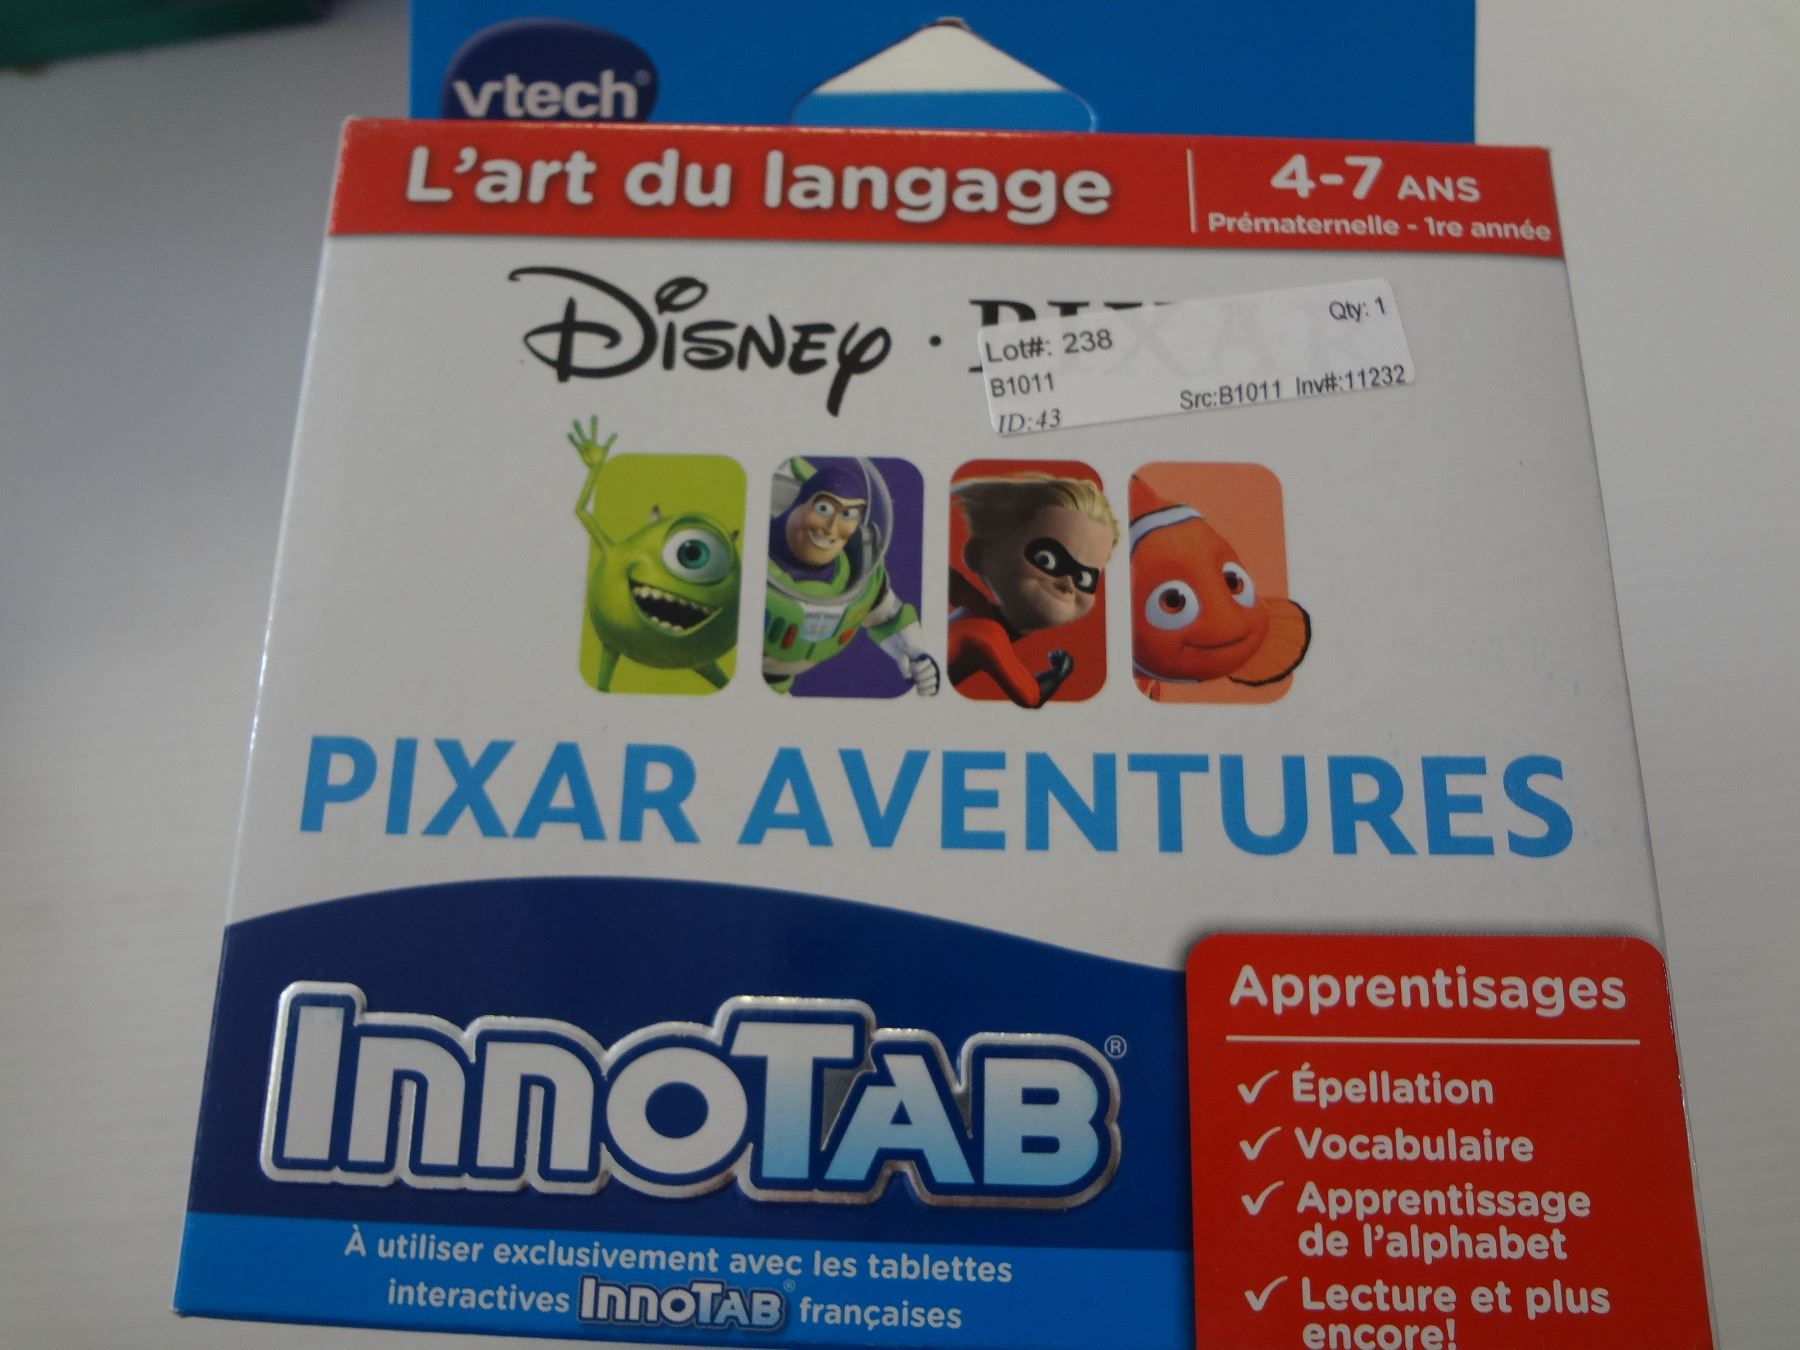 vtech®
L'art du langage
4-7 ANS
Prématernelle - 1re année
Disney · PIXAR
Qty: 1
Lot#: 238
B1011
Src:B1011 Inv#:11232
ID:43
PIXAR AVENTURES
InnoTAB®
À utiliser exclusivement avec les tablettes
interactives InnoTAB® françaises
Apprentisages
✓ Épellation
✓ Vocabulaire
✓ Apprentissage
de l'alphabet
✓ Lecture et plus
encore!